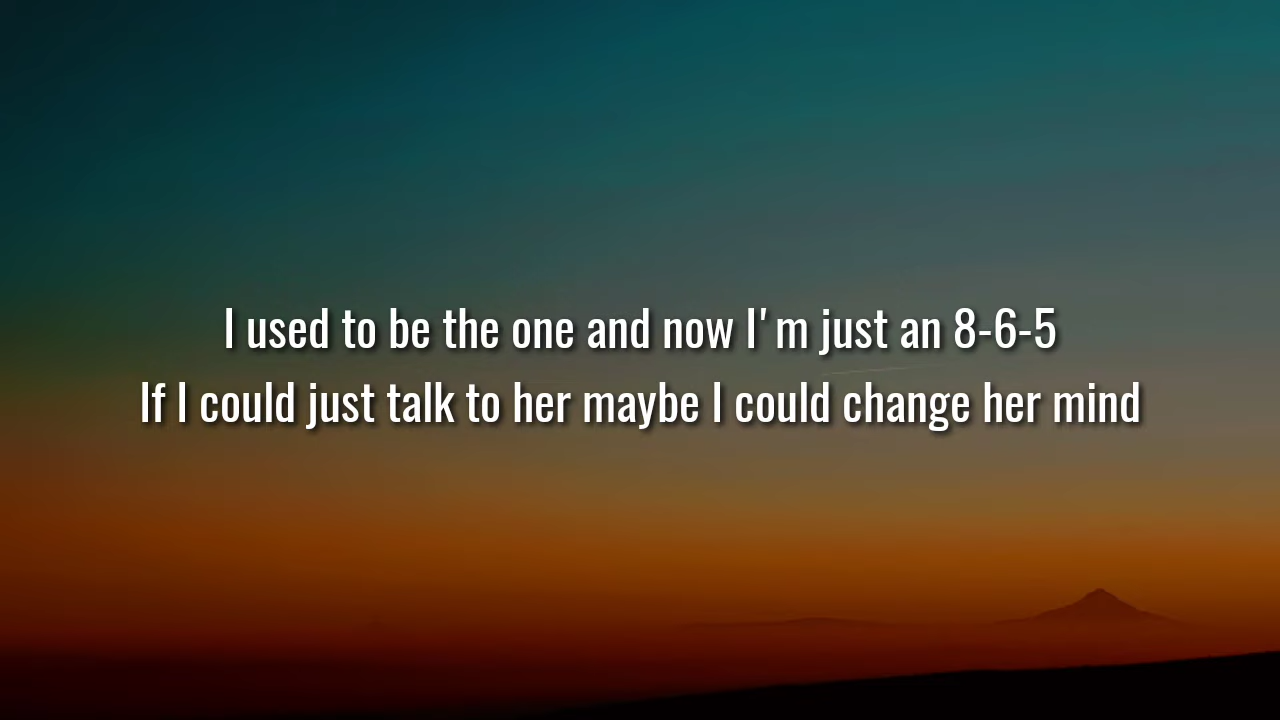 I used to be the one and now I'm just an 8-6-5
If I could just talk to her maybe I could change her mind